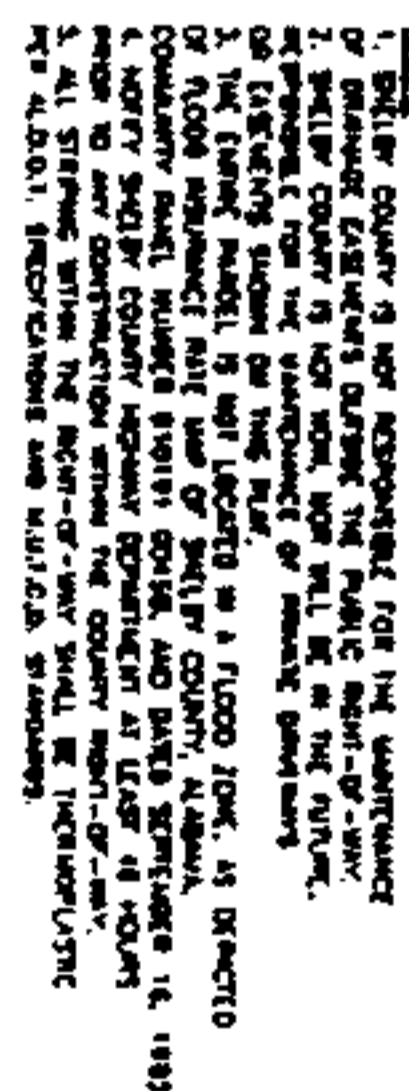 1. SHELBY COUNTY IS NOT RESPONSIBLE FOR THE MAINTENANCE
OF DRAINAGE EASEMENTS OUTSIDE THE PUBLIC RIGHT-OF-WAY.
2. SHELBY COUNTY IS NOT NOW, NOR WILL BE IN THE FUTURE,
RESPONSIBLE FOR THE MAINTENANCE OF PRIVATE DRIVEWAYS
OR EASEMENTS SHOWN ON THIS PLAT.
3. THE ENTIRE PARCEL IS NOT LOCATED IN A FLOOD ZONE, AS DEPICTED
OF FLOOD INSURANCE RATE MAP OF SHELBY COUNTY, ALABAMA,
COMMUNITY PANEL NUMBER AND DATED SEPTEMBER 16,
4. NOTIFY SHELBY COUNTY HIGHWAY DEPARTMENT AT LEAST 48 HOURS
PRIOR TO ANY CONSTRUCTION WITHIN THE COUNTY RIGHT-OF-WAY.
5. ALL STRIPING WITHIN THE RIGHT-OF-WAY SHALL BE THERMOPLASTIC
PER A.D.O.T. SPECIFICATIONS AND M.U.T.C.D. STANDARDS.